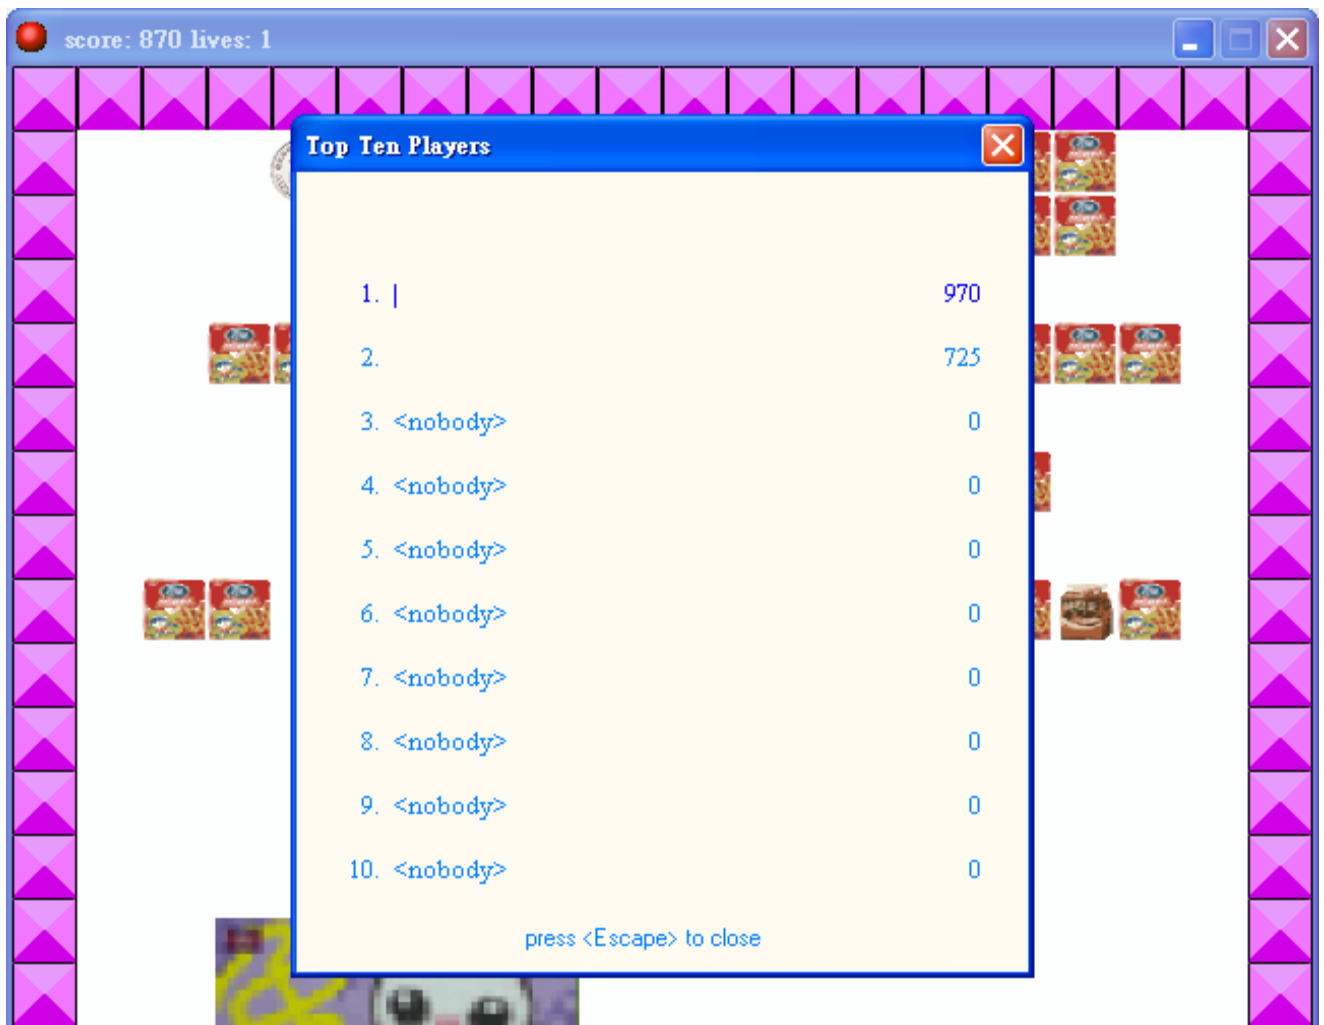 score: 870 lives: 1
Top Ten Players
1. 970
2. 725
3. <nobody> 0
4. <nobody> 0
5. <nobody> 0
6. <nobody> 0
7. <nobody> 0
8. <nobody> 0
9. <nobody> 0
10. <nobody> 0
press <Escape> to close